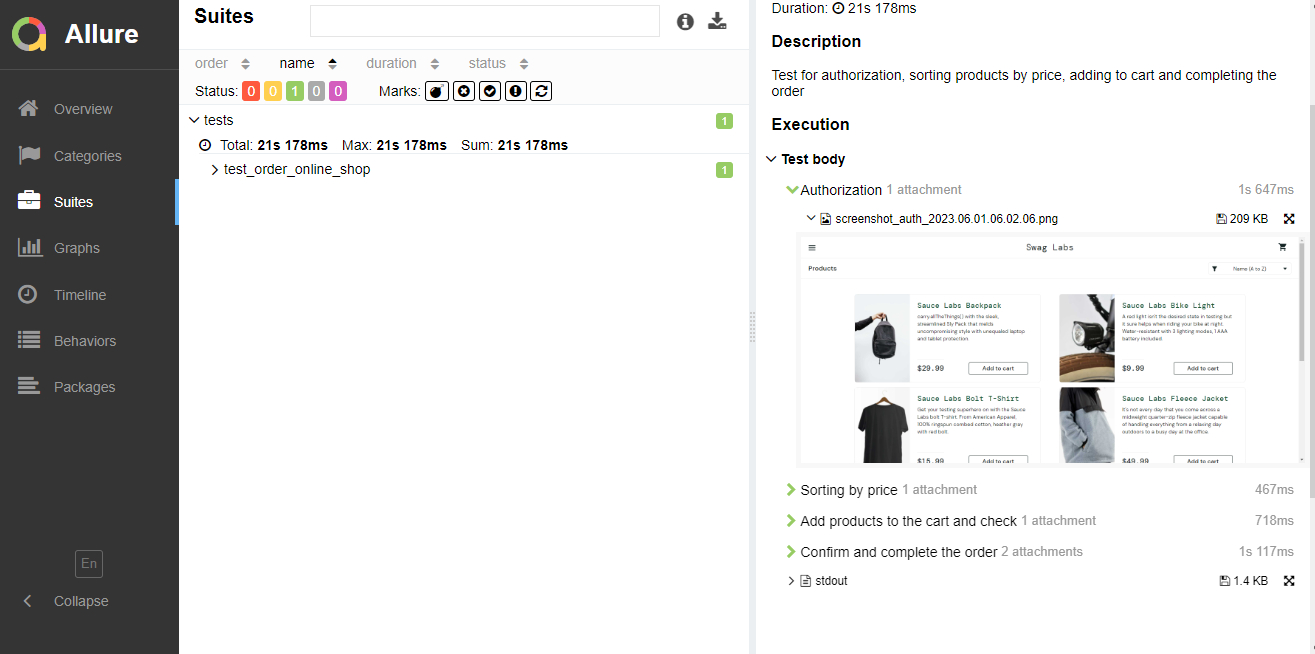 Allure
Overview
Categories
Suites
Graphs
Timeline
Behaviors
Packages
En
Collapse
Suites
order name duration status
Status: 0 0 1 0 0 Marks:
tests 1
Total: 21s 178ms Max: 21s 178ms Sum: 21s 178ms
test_order_online_shop 1
Duration: 21s 178ms
Description
Test for authorization, sorting products by price, adding to cart and completing the
order
Execution
Test body
Authorization 1 attachment 1s 647ms
screenshot_auth_2023.06.01.06.02.06.png 209 KB
Swag Labs
Products Name (A to Z)
Sauce Labs Backpack
carry.allTheThings() with the sleek,
streamlined Sly Pack that melds
uncompromising style with unequaled laptop
and tablet protection.
$29.99 Add to cart
Sauce Labs Bike Light
A red light isn't the desired state in testing but
it sure helps when riding your bike at night.
Water-resistant with 3 lighting modes, 1 AAA
battery included.
$9.99 Add to cart
Sauce Labs Bolt T-Shirt
Get your testing superhero on with the Sauce
Labs bolt T-shirt. From American Apparel,
100% ringspun combed cotton, heather gray
with red bolt.
$15.99 Add to cart
Sauce Labs Fleece Jacket
It's not every day that you come across a
midweight quarter-zip fleece jacket capable
of handling everything from a relaxing day
outdoors to a busy day at the office.
$49.99 Add to cart
Sorting by price 1 attachment 467ms
Add products to the cart and check 1 attachment 718ms
Confirm and complete the order 2 attachments 1s 117ms
stdout 1.4 KB